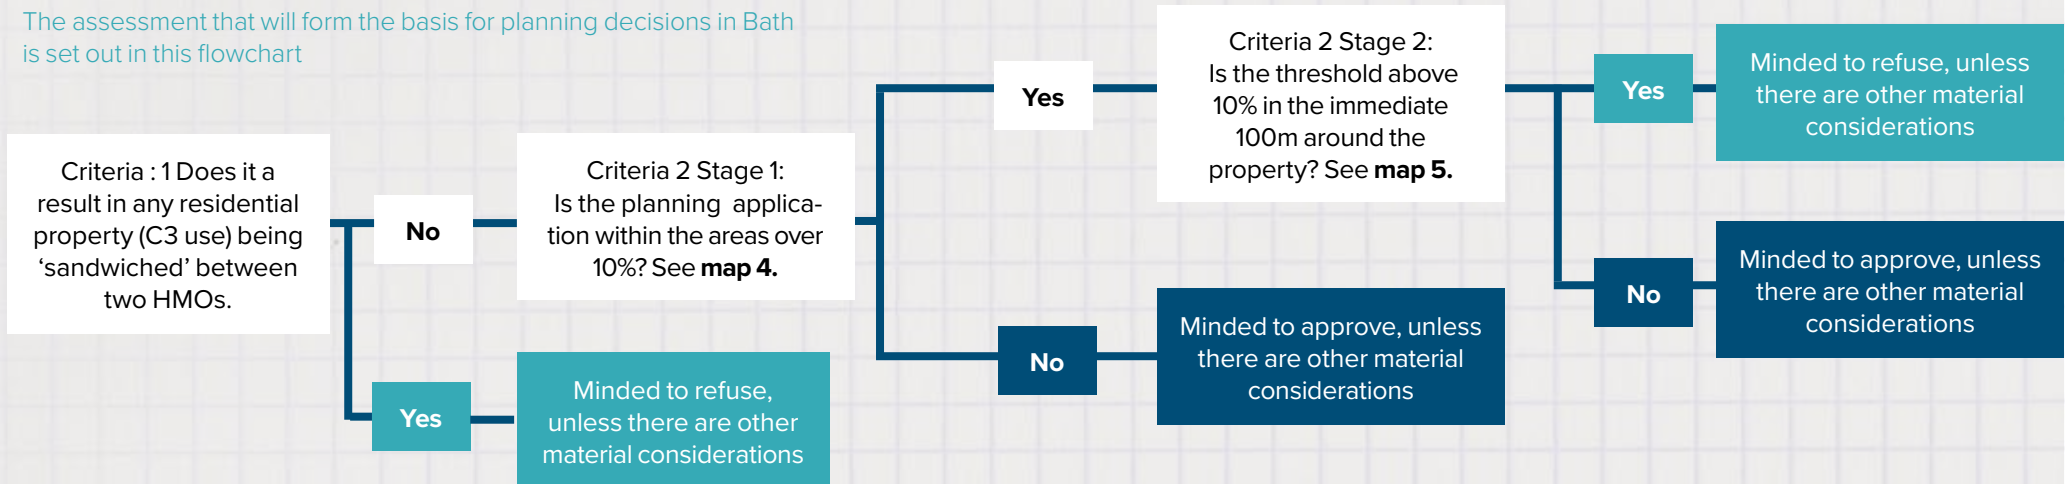 The assessment that will form the basis for planning decisions in Bath
is set out in this flowchart
Criteria : 1 Does it a
result in any residential
property (C3 use) being
‘sandwiched’ between
two HMOs.
No
Yes
Minded to refuse,
unless there are other
material considerations
Criteria 2 Stage 1:
Is the planning applica-
tion within the areas over
10%? See map 4.
Yes
No
Minded to approve, unless
there are other material
considerations
Criteria 2 Stage 2:
Is the threshold above
10% in the immediate
100m around the
property? See map 5.
Yes
Minded to refuse, unless
there are other material
considerations
No
Minded to approve, unless
there are other material
considerations